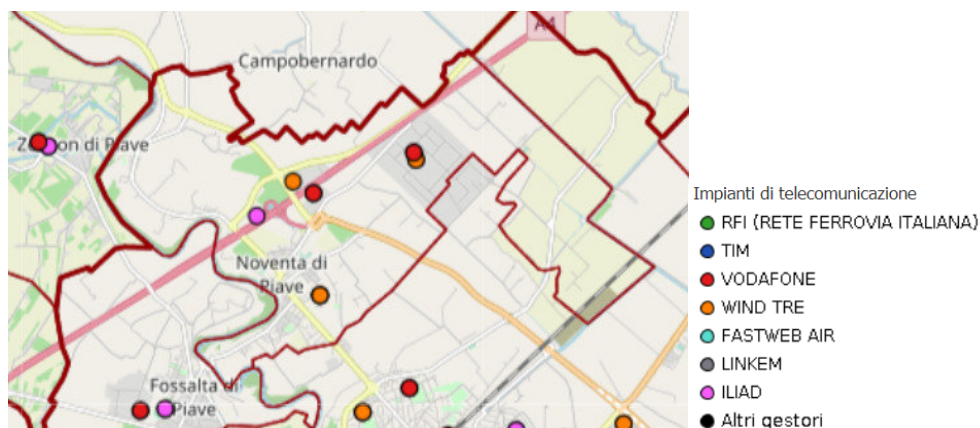 A4
Campobernardo
Zenson di Piave
Noventa di
Piave
Fossalta di
Piave
Impianti di telecomunicazione
RFI (RETE FERROVIA ITALIANA)
TIM
VODAFONE
WIND TRE
FASTWEB AIR
LINKEM
ILIAD
Altri gestori